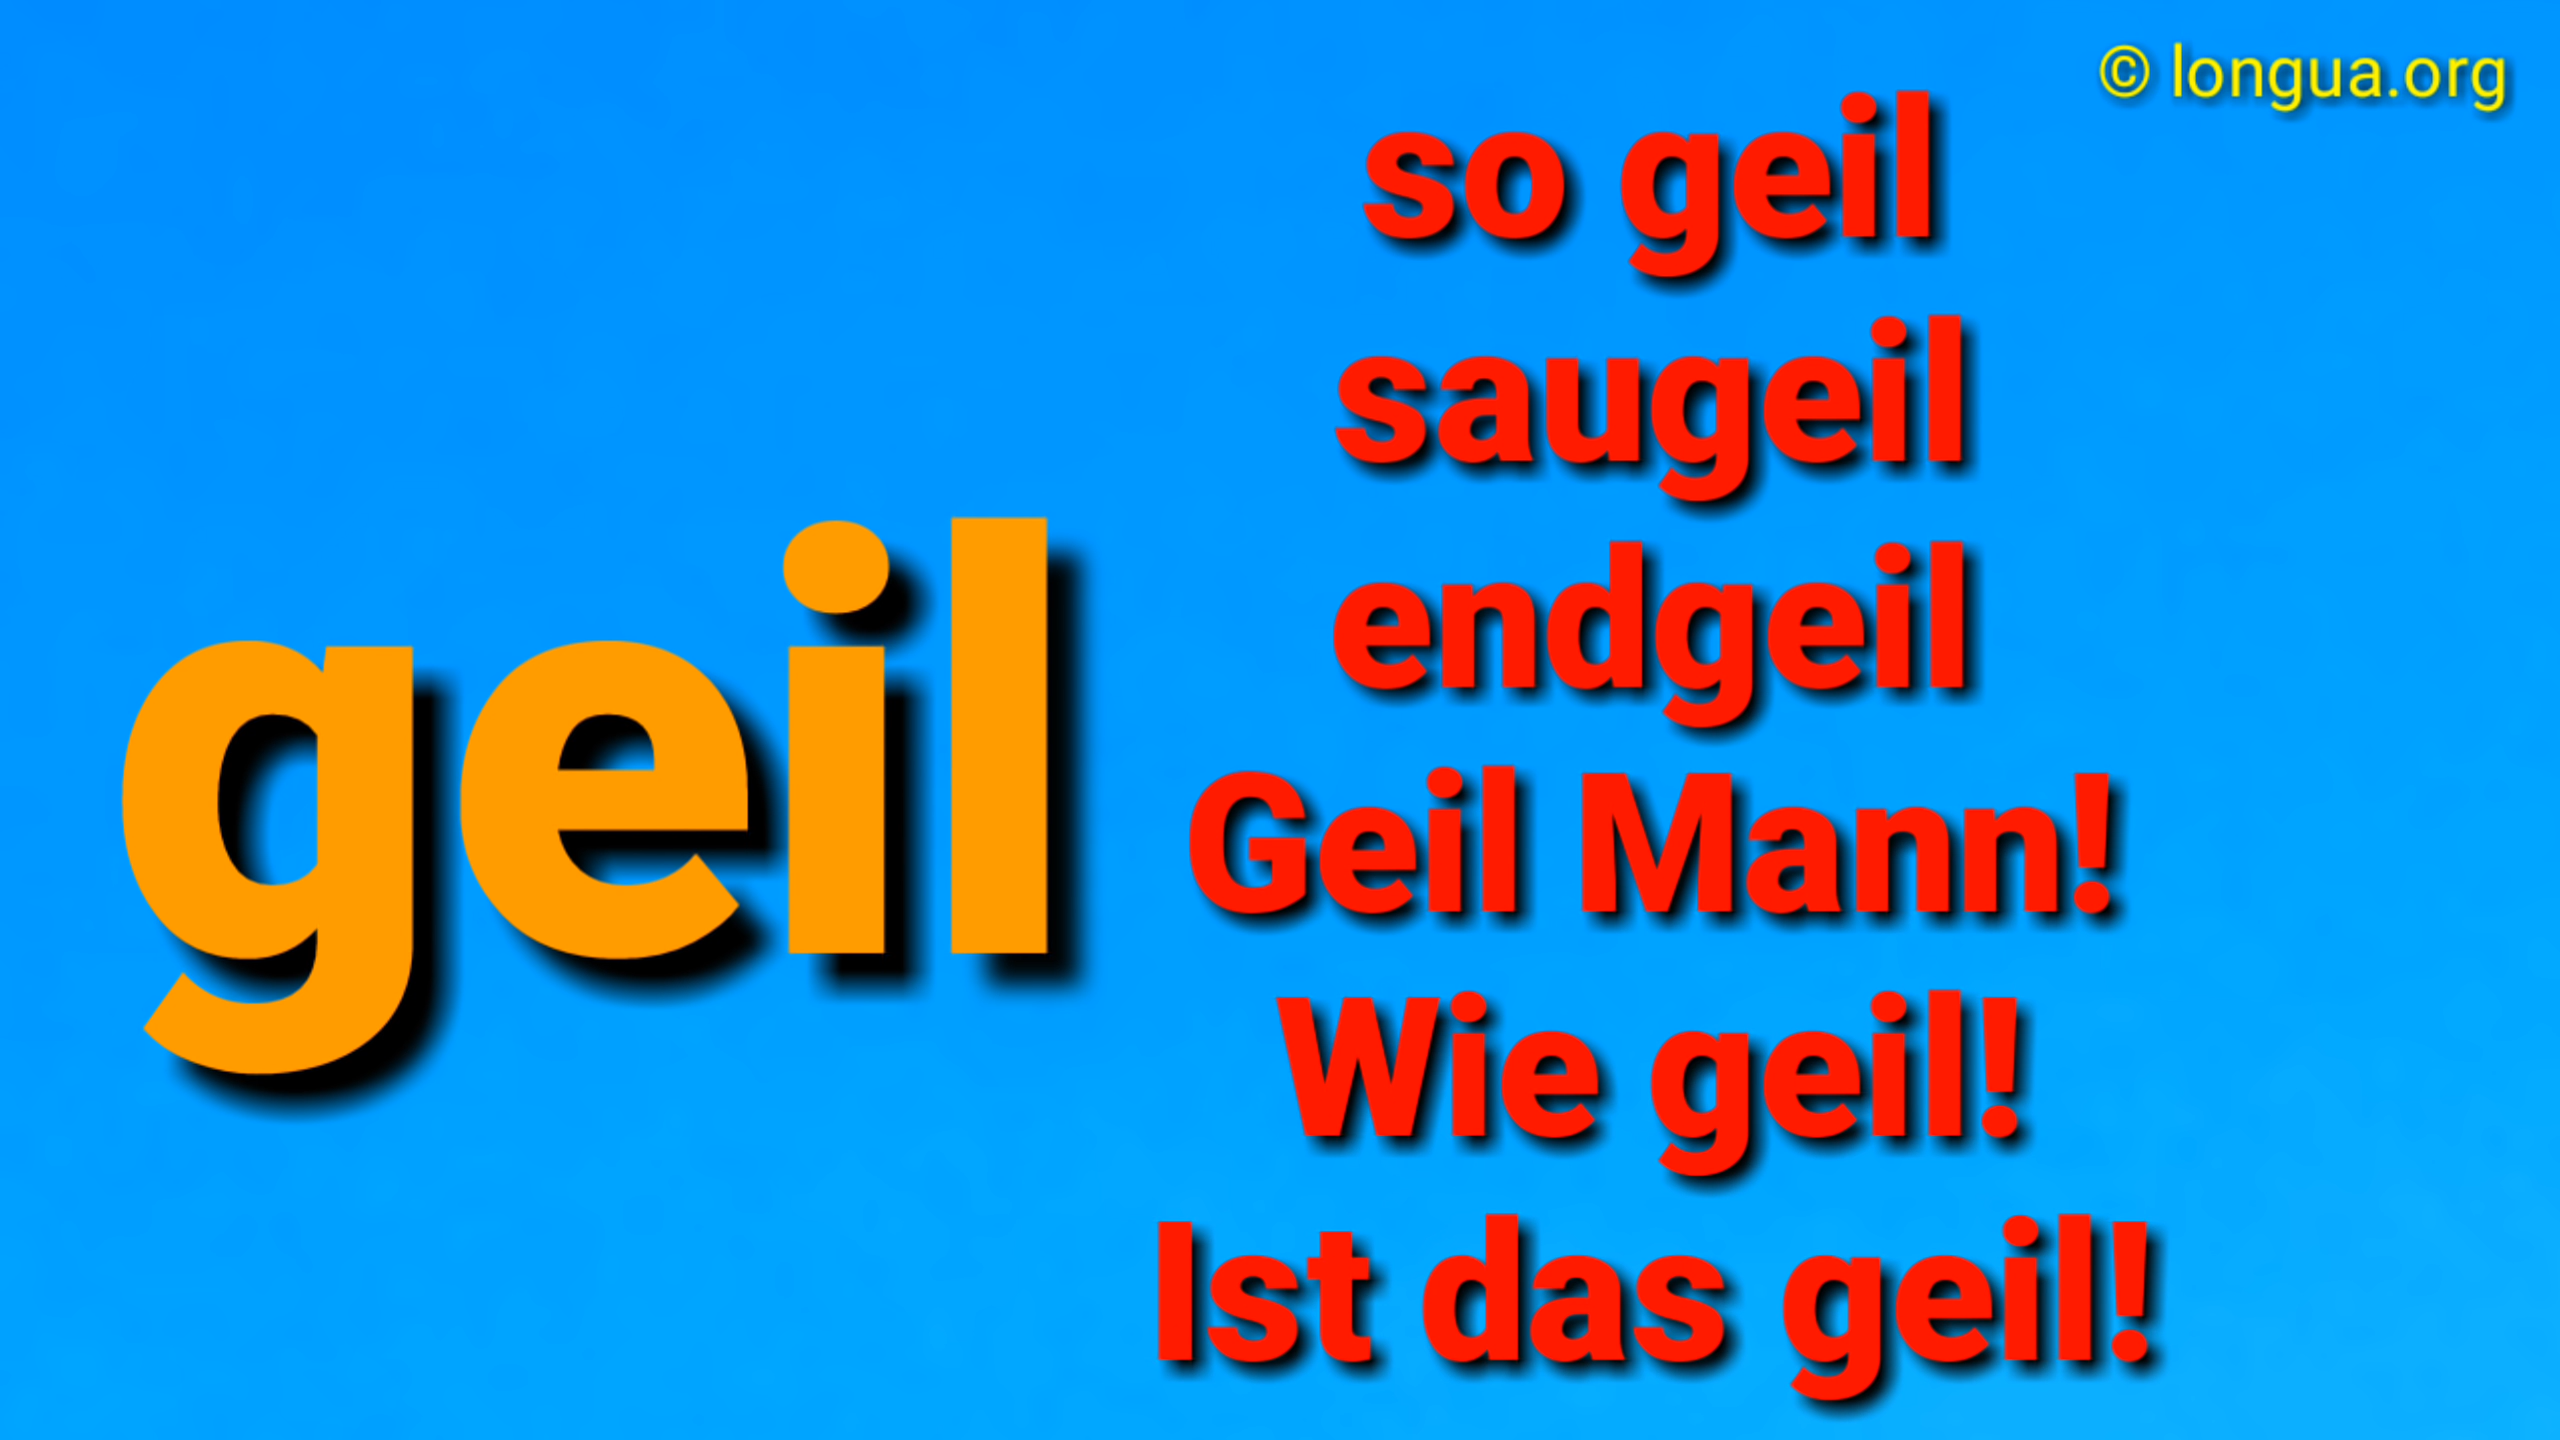 © longua.org
geil
so geil
saugeil
endgeil
Geil Mann!
Wie geil!
Ist das geil!